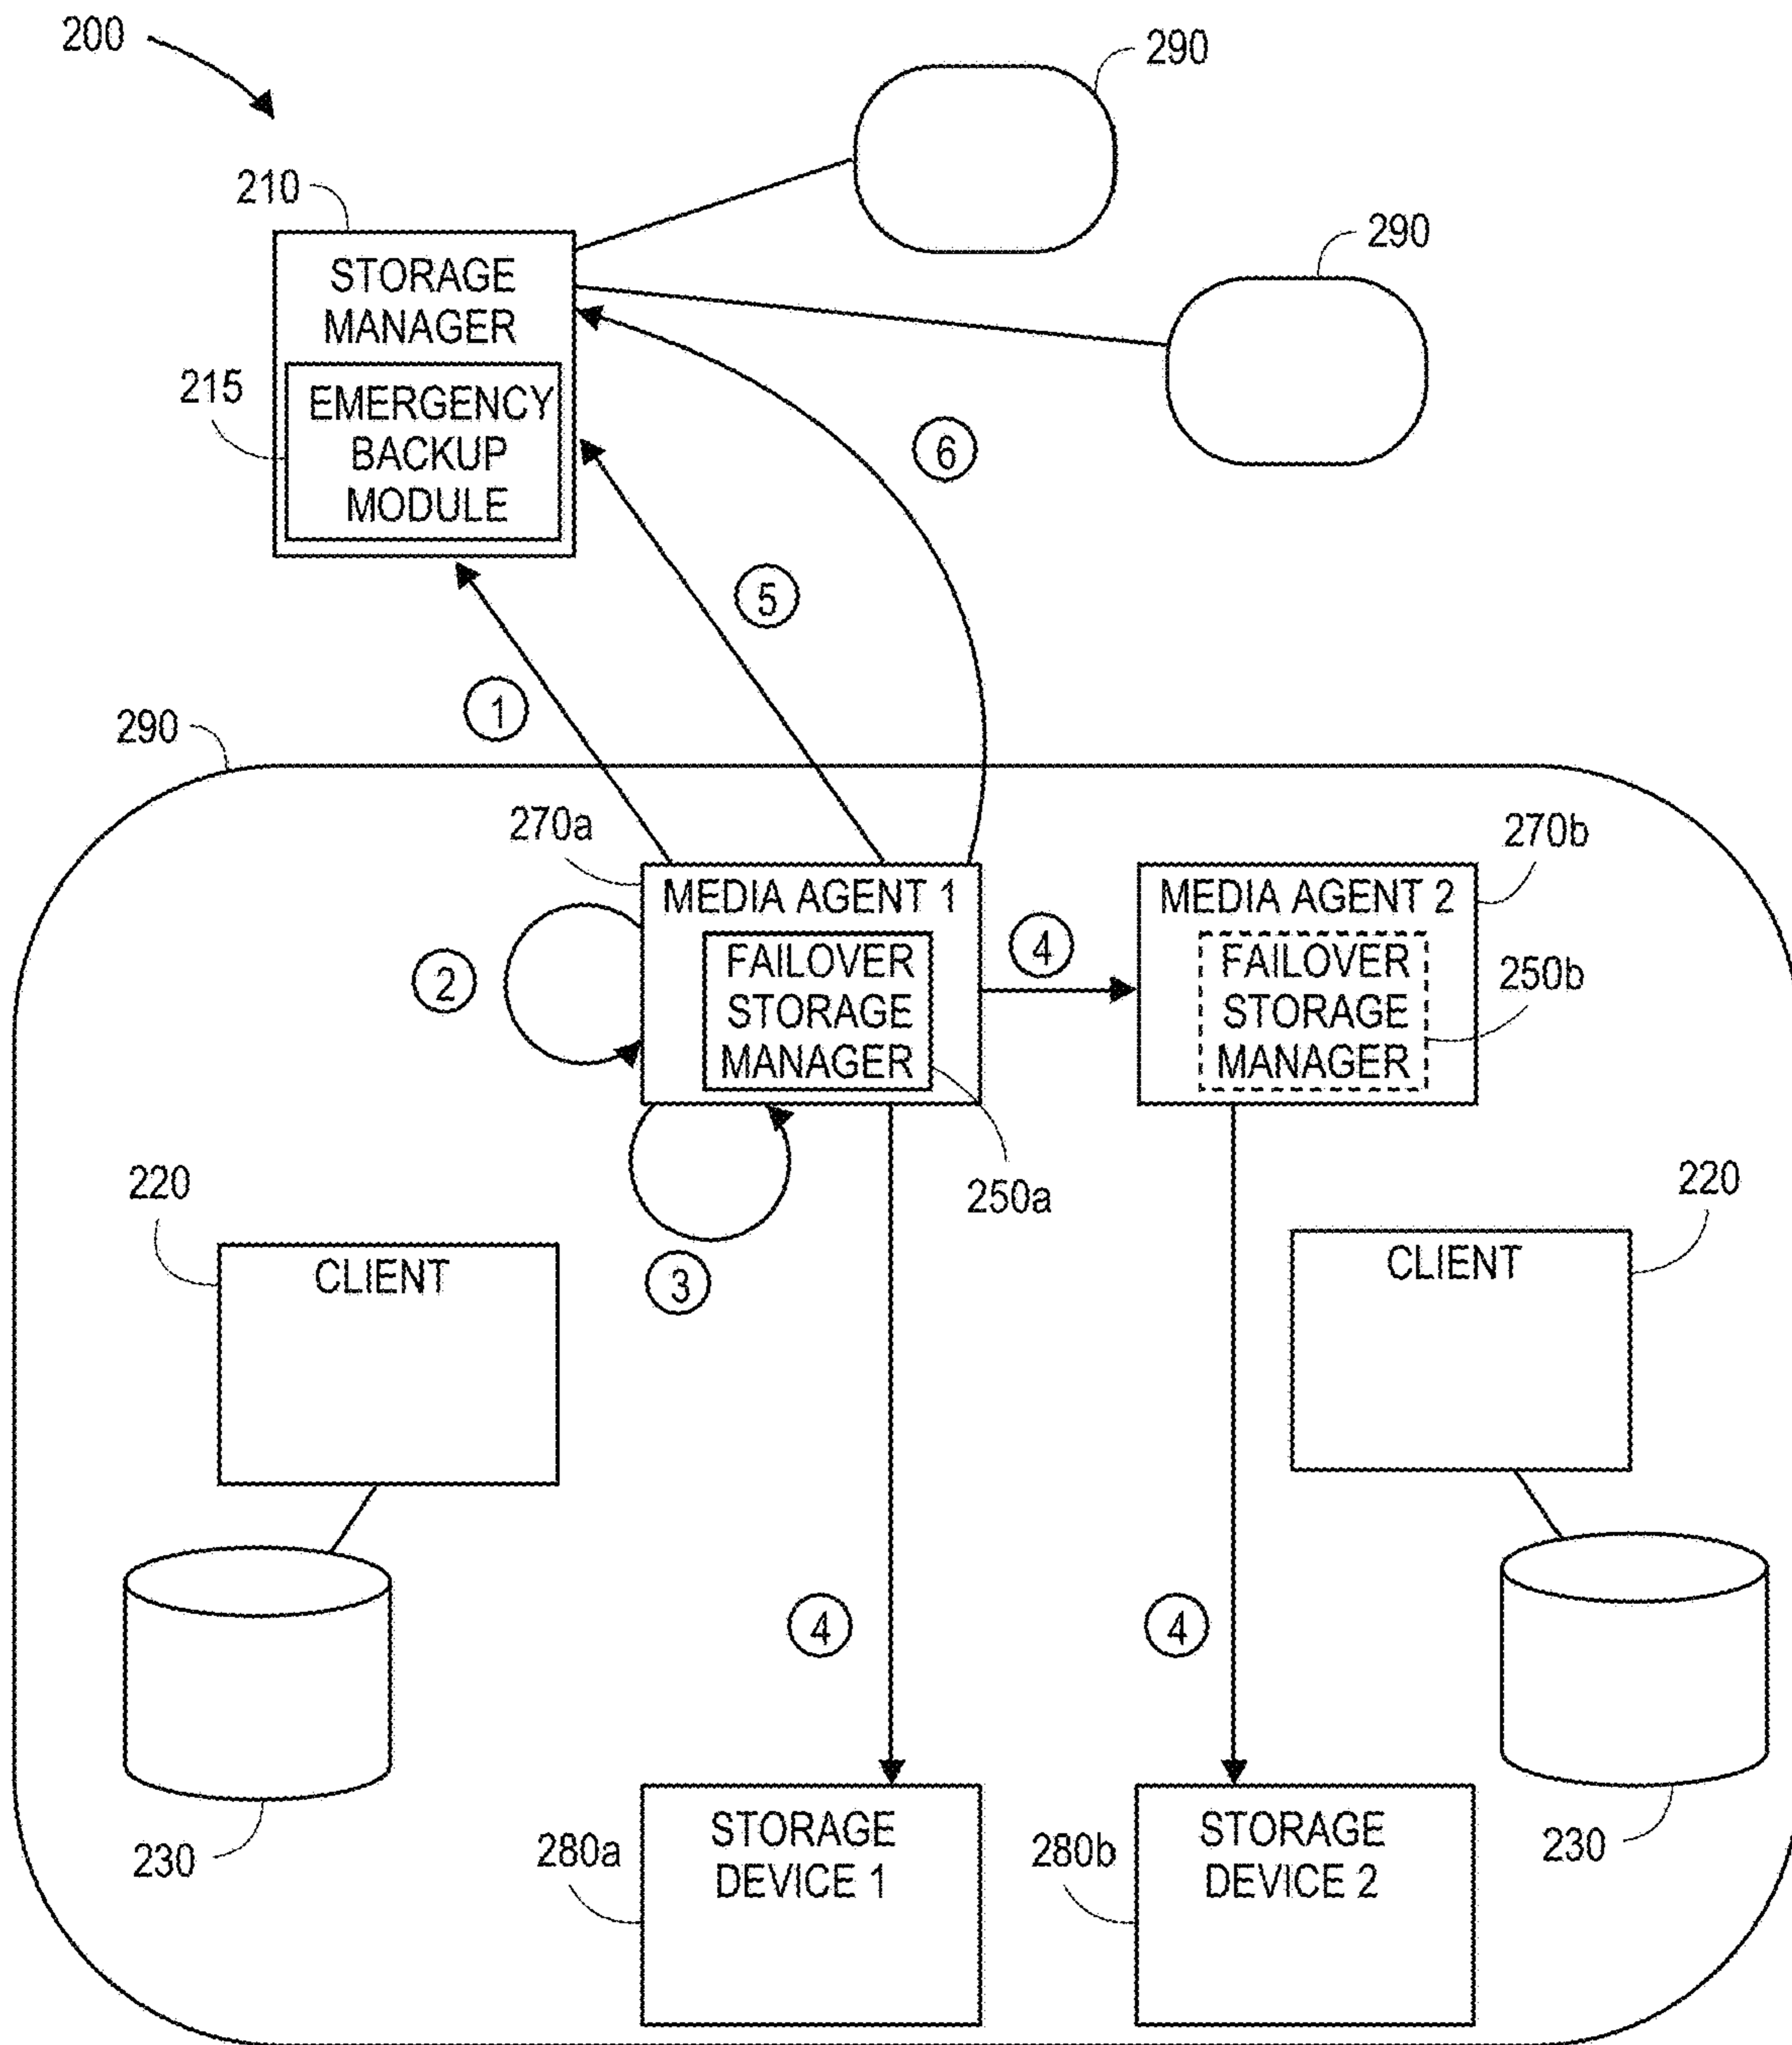 200
290
210
290
STORAGE
MANAGER
215
EMERGENCY
BACKUP
MODULE
6
5
1
290
270a
270b
MEDIA AGENT 1
MEDIA AGENT 2
4
2
FAILOVER
STORAGE
MANAGER
FAILOVER
STORAGE
MANAGER
250b
220
250a
220
CLIENT
3
CLIENT
4
4
230
280a
STORAGE
DEVICE 1
280b
STORAGE
DEVICE 2
230